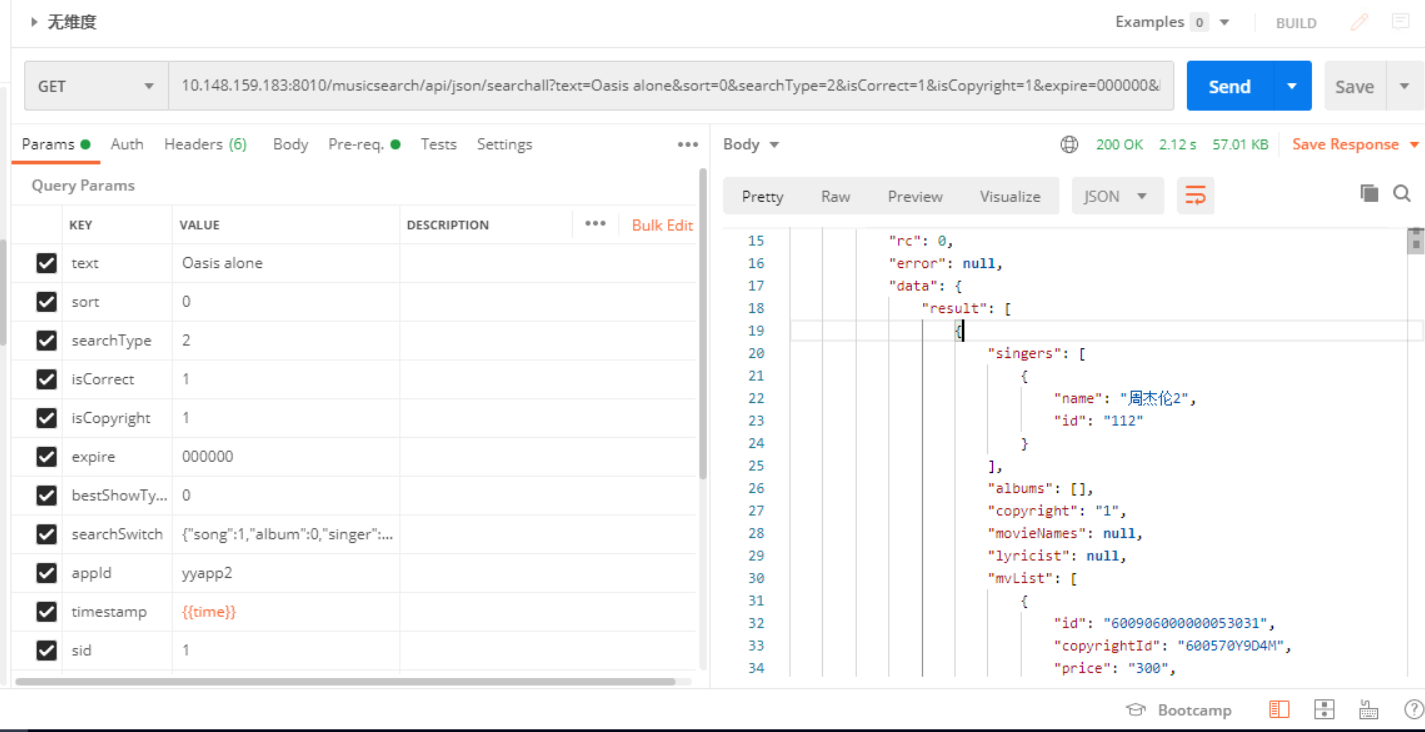 无维度
Examples 0 BUILD
GET 10.148.159.183:8010/musicsearch/api/json/searchall?text=Oasis alone&sort=0&searchType=2&isCorrect=1&isCopyright=1&expire=000000& Send Save
Params Auth Headers (6) Body Pre-req. Tests Settings •••
Query Params
KEY VALUE DESCRIPTION ••• Bulk Edit
text Oasis alone
sort 0
searchType 2
isCorrect 1
isCopyright 1
expire 000000
bestShowTy... 0
searchSwitch {"song":1,"album":0,"singer":...
appId yyapp2
timestamp {{time}}
sid 1
Body 200 OK 2.12 s 57.01 KB Save Response
Pretty Raw Preview Visualize JSON
15 "rc": 0,
16 "error": null,
17 "data": {
18 "result": [
19 {
20 "singers": [
21 {
22 "name": "周杰伦2",
23 "id": "112"
24 }
25 ],
26 "albums": [],
27 "copyright": "1",
28 "movieNames": null,
29 "lyricist": null,
30 "mvList": [
31 {
32 "id": "600906000000053031",
33 "copyrightId": "600570Y9D4M",
34 "price": "300",
Bootcamp